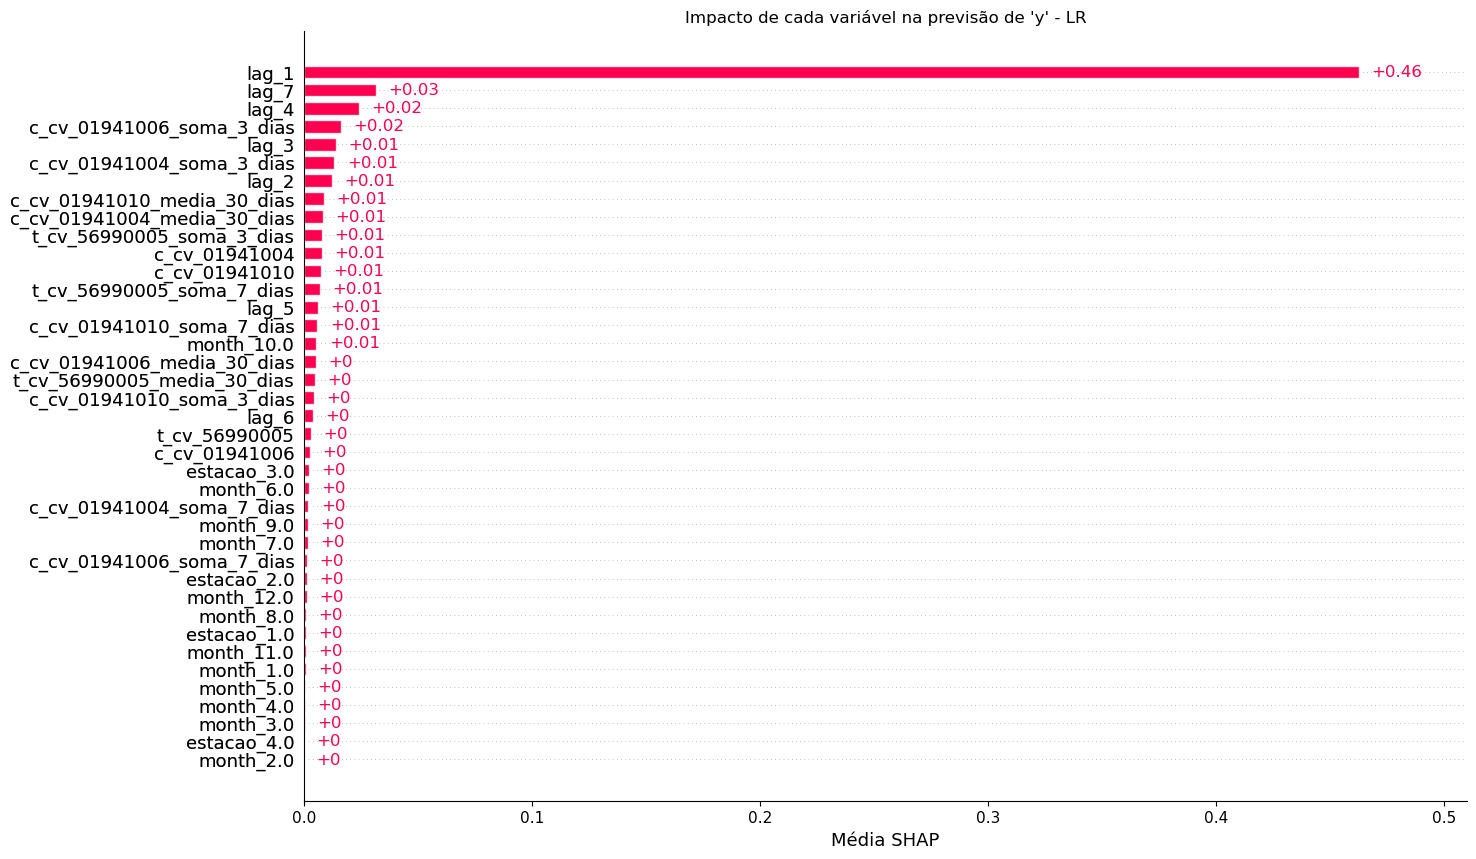 Impacto de cada variável na previsão de 'y' - LR
lag_1 +0.46
lag_7 +0.03
lag_4 +0.02
c_cv_01941006_soma_3_dias +0.02
lag_3 +0.01
c_cv_01941004_soma_3_dias +0.01
lag_2 +0.01
c_cv_01941010_media_30_dias +0.01
c_cv_01941004_media_30_dias +0.01
t_cv_56990005_soma_3_dias +0.01
c_cv_01941004 +0.01
c_cv_01941010 +0.01
t_cv_56990005_soma_7_dias +0.01
lag_5 +0.01
c_cv_01941010_soma_7_dias +0.01
month_10.0 +0.01
c_cv_01941006_media_30_dias +0
t_cv_56990005_media_30_dias +0
c_cv_01941010_soma_3_dias +0
lag_6 +0
t_cv_56990005 +0
c_cv_01941006 +0
estacao_3.0 +0
month_6.0 +0
c_cv_01941004_soma_7_dias +0
month_9.0 +0
month_7.0 +0
c_cv_01941006_soma_7_dias +0
estacao_2.0 +0
month_12.0 +0
month_8.0 +0
estacao_1.0 +0
month_11.0 +0
month_1.0 +0
month_5.0 +0
month_4.0 +0
month_3.0 +0
estacao_4.0 +0
month_2.0 +0
0.0 0.1 0.2 0.3 0.4 0.5
Média SHAP